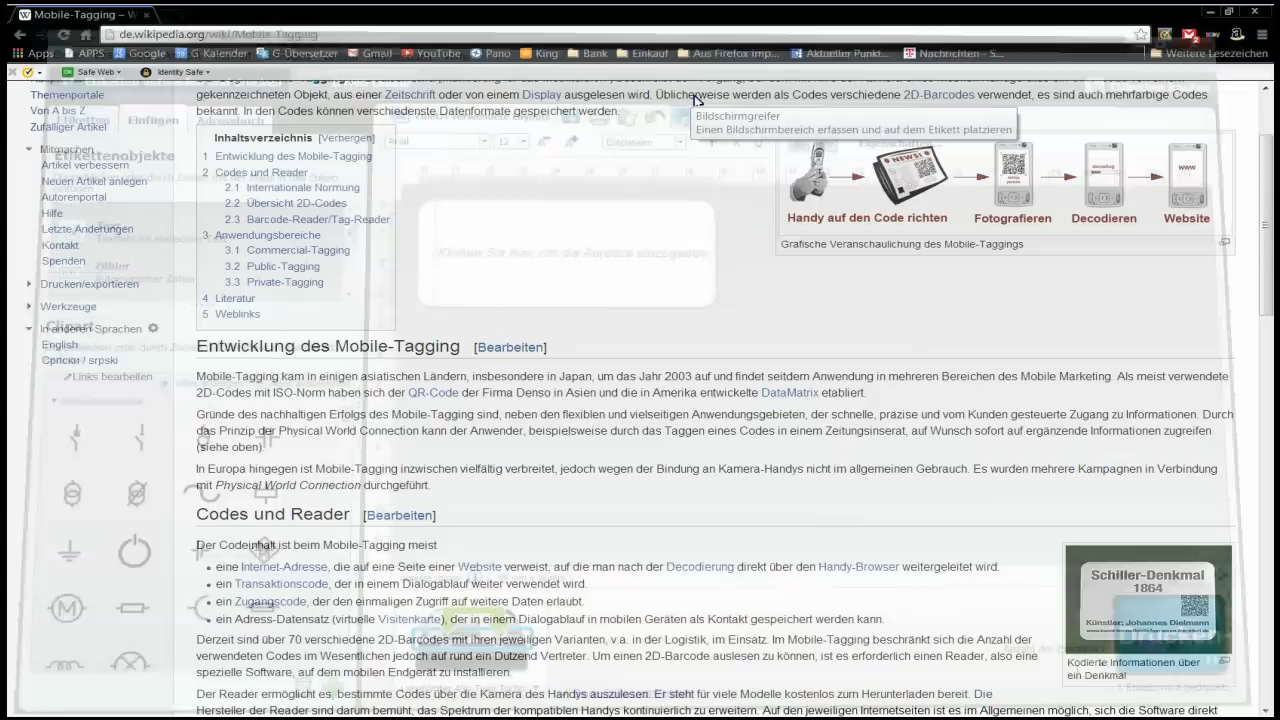 Mobile-Tagging – W
de.wikipedia.org/wiki/Mobile-Tagging
Apps APPS Google G Kalender G Übersetzer Gmail YouTube Pano King Bank Einkauf Aus Firefox imp... Aktueller Punkt... Nachrichten - S... Weitere Lesezeichen
Safe Web Identity Safe
gekennzeichneten Objekt, aus einer Zeitschrift oder von einem Display ausgelesen wird. Üblicherweise werden als Codes verschiedene 2D-Barcodes verwendet, es sind auch mehrfarbige Codes
bekannt. In den Codes können verschiedenste Datenformate gespeichert werden.
Themenportale
Von A bis Z
Zufälliger Artikel
Mitmachen
Artikel verbessern
Neuen Artikel anlegen
Autorenportal
Hilfe
Letzte Änderungen
Kontakt
Spenden
Drucken/exportieren
Werkzeuge
In anderen Sprachen
English
Српски / srpski
Links bearbeiten
Etiketten Einfügen
Etikettenobjekte
Zähler
Clipart
Bildschirmgreifer
Einen Bildschirmbereich erfassen und auf dem Etikett platzieren
Inhaltsverzeichnis [Verbergen]
1 Entwicklung des Mobile-Tagging
2 Codes und Reader
2.1 Internationale Normung
2.2 Übersicht 2D-Codes
2.3 Barcode-Reader/Tag-Reader
3 Anwendungsbereiche
3.1 Commercial-Tagging
3.2 Public-Tagging
3.3 Private-Tagging
4 Literatur
5 Weblinks
NEWS!
WWW
Handy auf den Code richten Fotografieren Decodieren Website
Grafische Veranschaulichung des Mobile-Taggings
Entwicklung des Mobile-Tagging [Bearbeiten]
Mobile-Tagging kam in einigen asiatischen Ländern, insbesondere in Japan, um das Jahr 2003 auf und findet seitdem Anwendung in mehreren Bereichen des Mobile Marketing. Als meist verwendete
2D-Codes mit ISO-Norm haben sich der QR-Code der Firma Denso in Asien und die in Amerika entwickelte DataMatrix etabliert.
Gründe des nachhaltigen Erfolgs des Mobile-Tagging sind, neben den flexiblen und vielseitigen Anwendungsgebieten, der schnelle, präzise und vom Kunden gesteuerte Zugang zu Informationen. Durch
das Prinzip der Physical World Connection kann der Anwender, beispielsweise durch das Taggen eines Codes in einem Zeitungsinserat, auf Wunsch sofort auf ergänzende Informationen zugreifen
(siehe oben).
In Europa hingegen ist Mobile-Tagging inzwischen vielfältig verbreitet, jedoch wegen der Bindung an Kamera-Handys nicht im allgemeinen Gebrauch. Es wurden mehrere Kampagnen in Verbindung
mit Physical World Connection durchgeführt.
Codes und Reader [Bearbeiten]
Der Codeinhalt ist beim Mobile-Tagging meist
eine Internet-Adresse, die auf eine Seite einer Website verweist, auf die man nach der Decodierung direkt über den Handy-Browser weitergeleitet wird.
ein Transaktionscode, der in einem Dialogablauf weiter verwendet wird.
ein Zugangscode, der den einmaligen Zugriff auf weitere Daten erlaubt.
ein Adress-Datensatz (virtuelle Visitenkarte), der in einem Dialogablauf in mobilen Geräten als Kontakt gespeichert werden kann.
Derzeit sind über 70 verschiedene 2D-Barcodes mit ihren jeweiligen Varianten, v.a. in der Logistik, im Einsatz. Im Mobile-Tagging beschränkt sich die Anzahl der
verwendeten Codes im Wesentlichen jedoch auf rund ein Dutzend Vertreter. Um einen 2D-Barcode auslesen zu können, ist es erforderlich einen Reader, also eine
spezielle Software, auf dem mobilen Endgerät zu installieren.
Der Reader ermöglicht es, bestimmte Codes über die Kamera des Handys auszulesen. Er steht für viele Modelle kostenlos zum Herunterladen bereit. Die
Hersteller der Reader sind darum bemüht, das Spektrum der kompatiblen Handys kontinuierlich zu erweitern. Auf den jeweiligen Internetseiten ist es im Allgemeinen möglich, sich die Software direkt
Schiller-Denkmal
1864
Künstler: Johannes Dielmann
Kodierte Informationen über
ein Denkmal